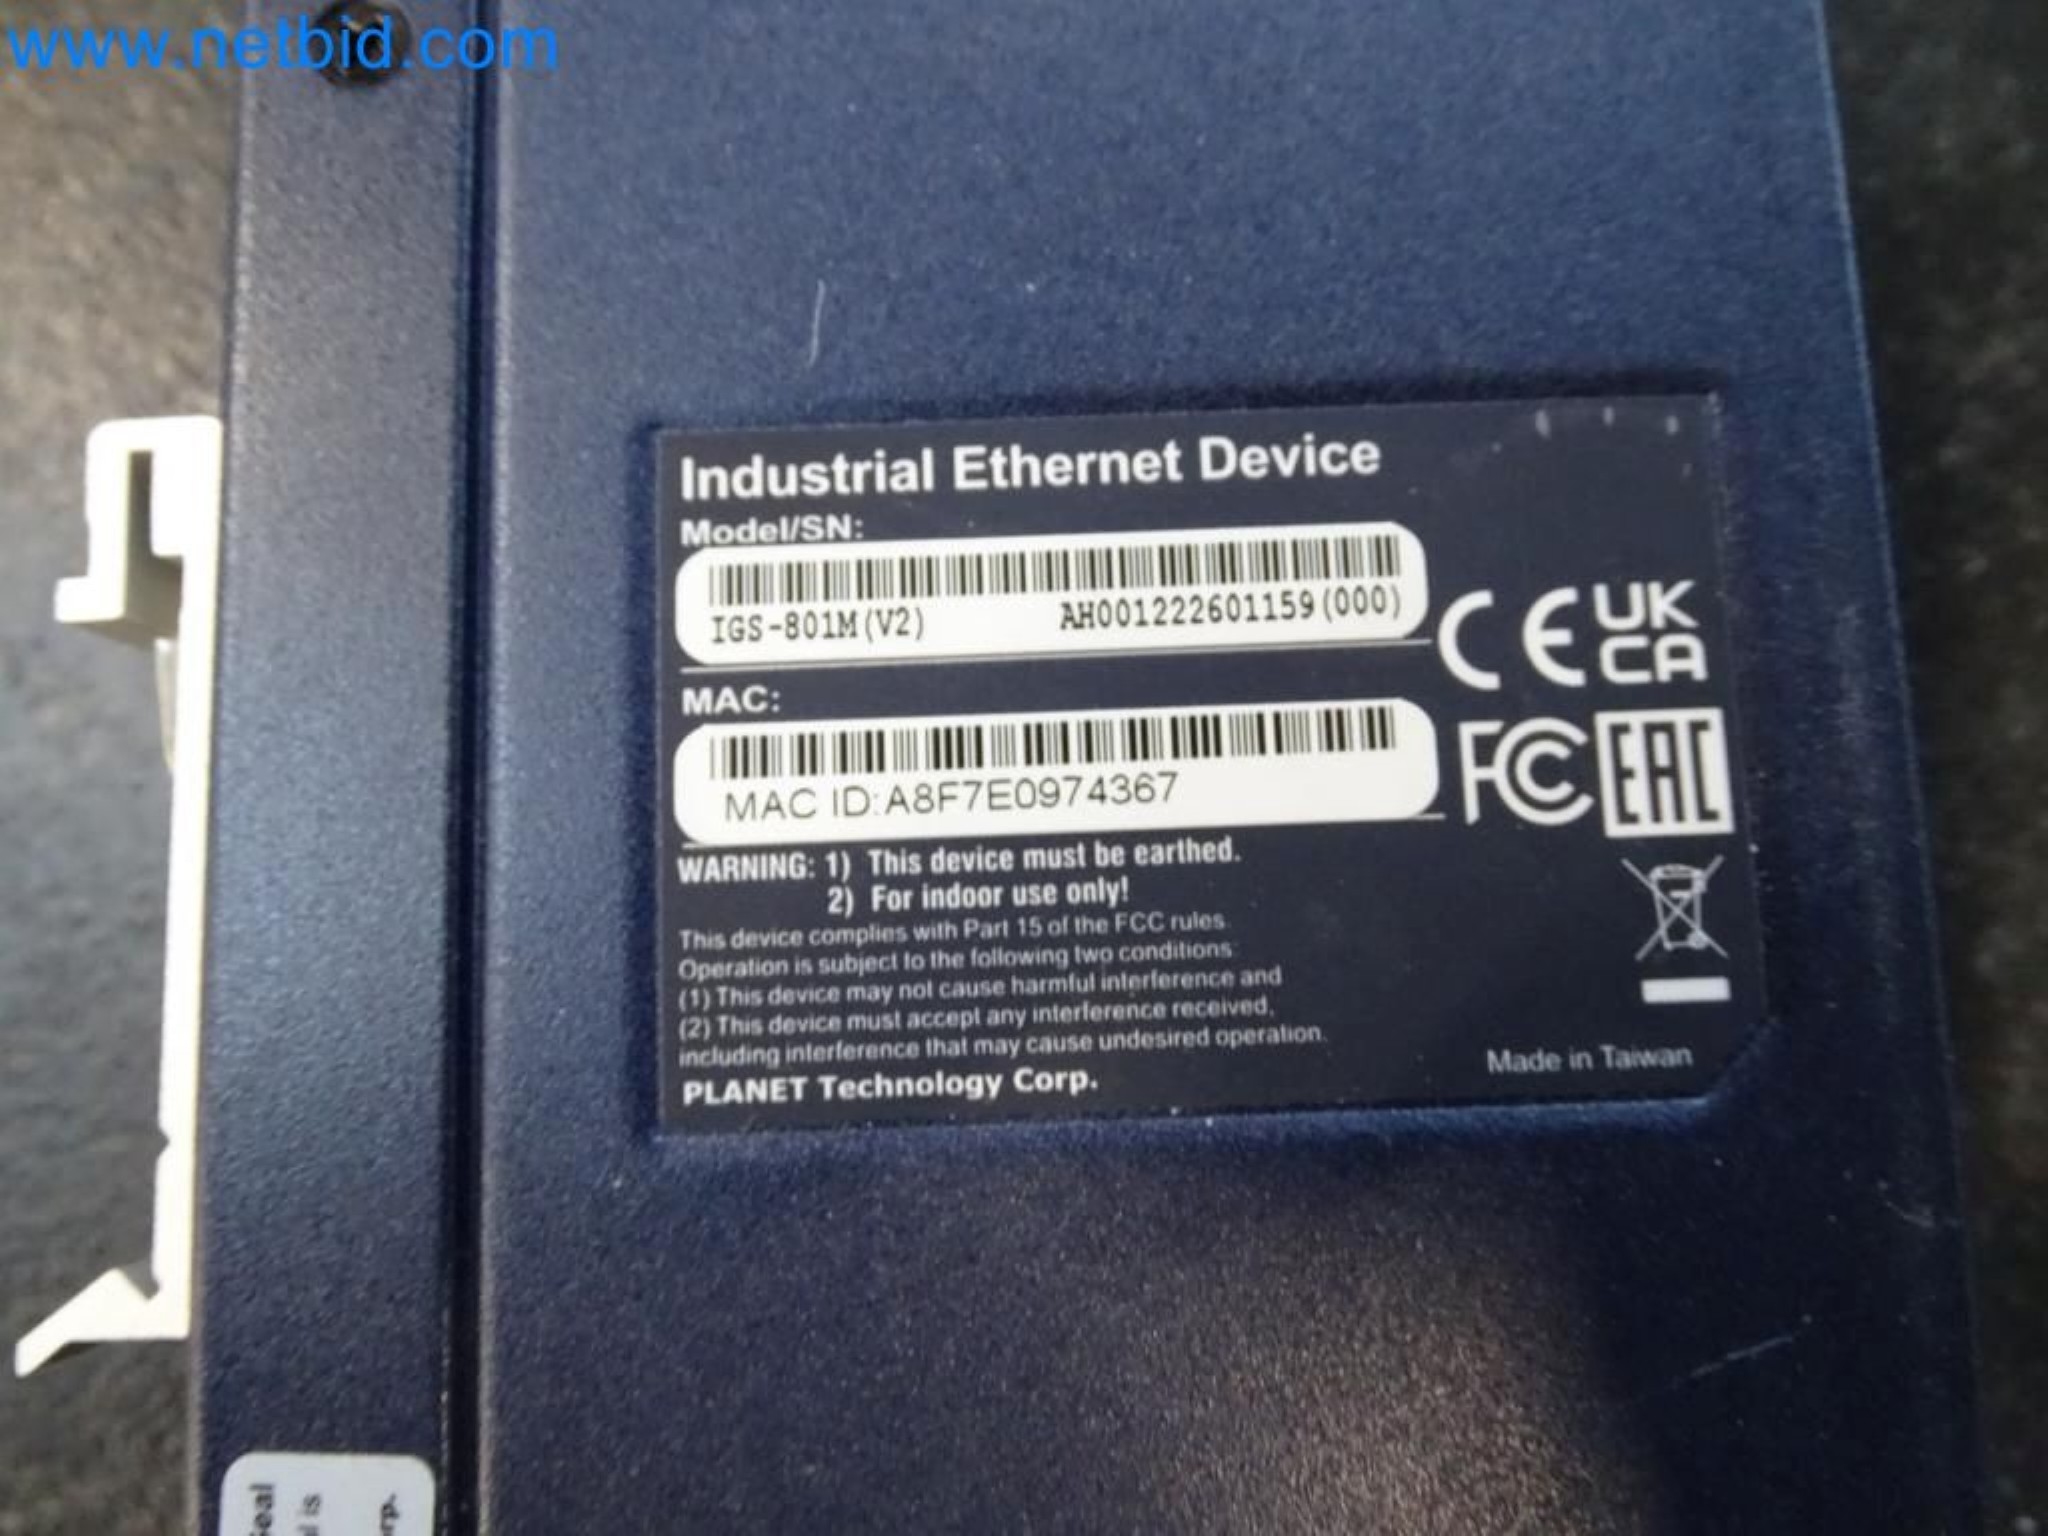 www.netbid.com
Industrial Ethernet Device
Model/SN:
IGS-801M(V2) AH001222601159(000)
MAC:
MAC ID:A8F7E0974367
CE UK CA
FC EAC
WARNING: 1) This device must be earthed.
2) For indoor use only!
This device complies with Part 15 of the FCC rules.
Operation is subject to the following two conditions:
(1) This device may not cause harmful interference and
(2) This device must accept any interference received,
including interference that may cause undesired operation.
PLANET Technology Corp.
Made in Taiwan
is